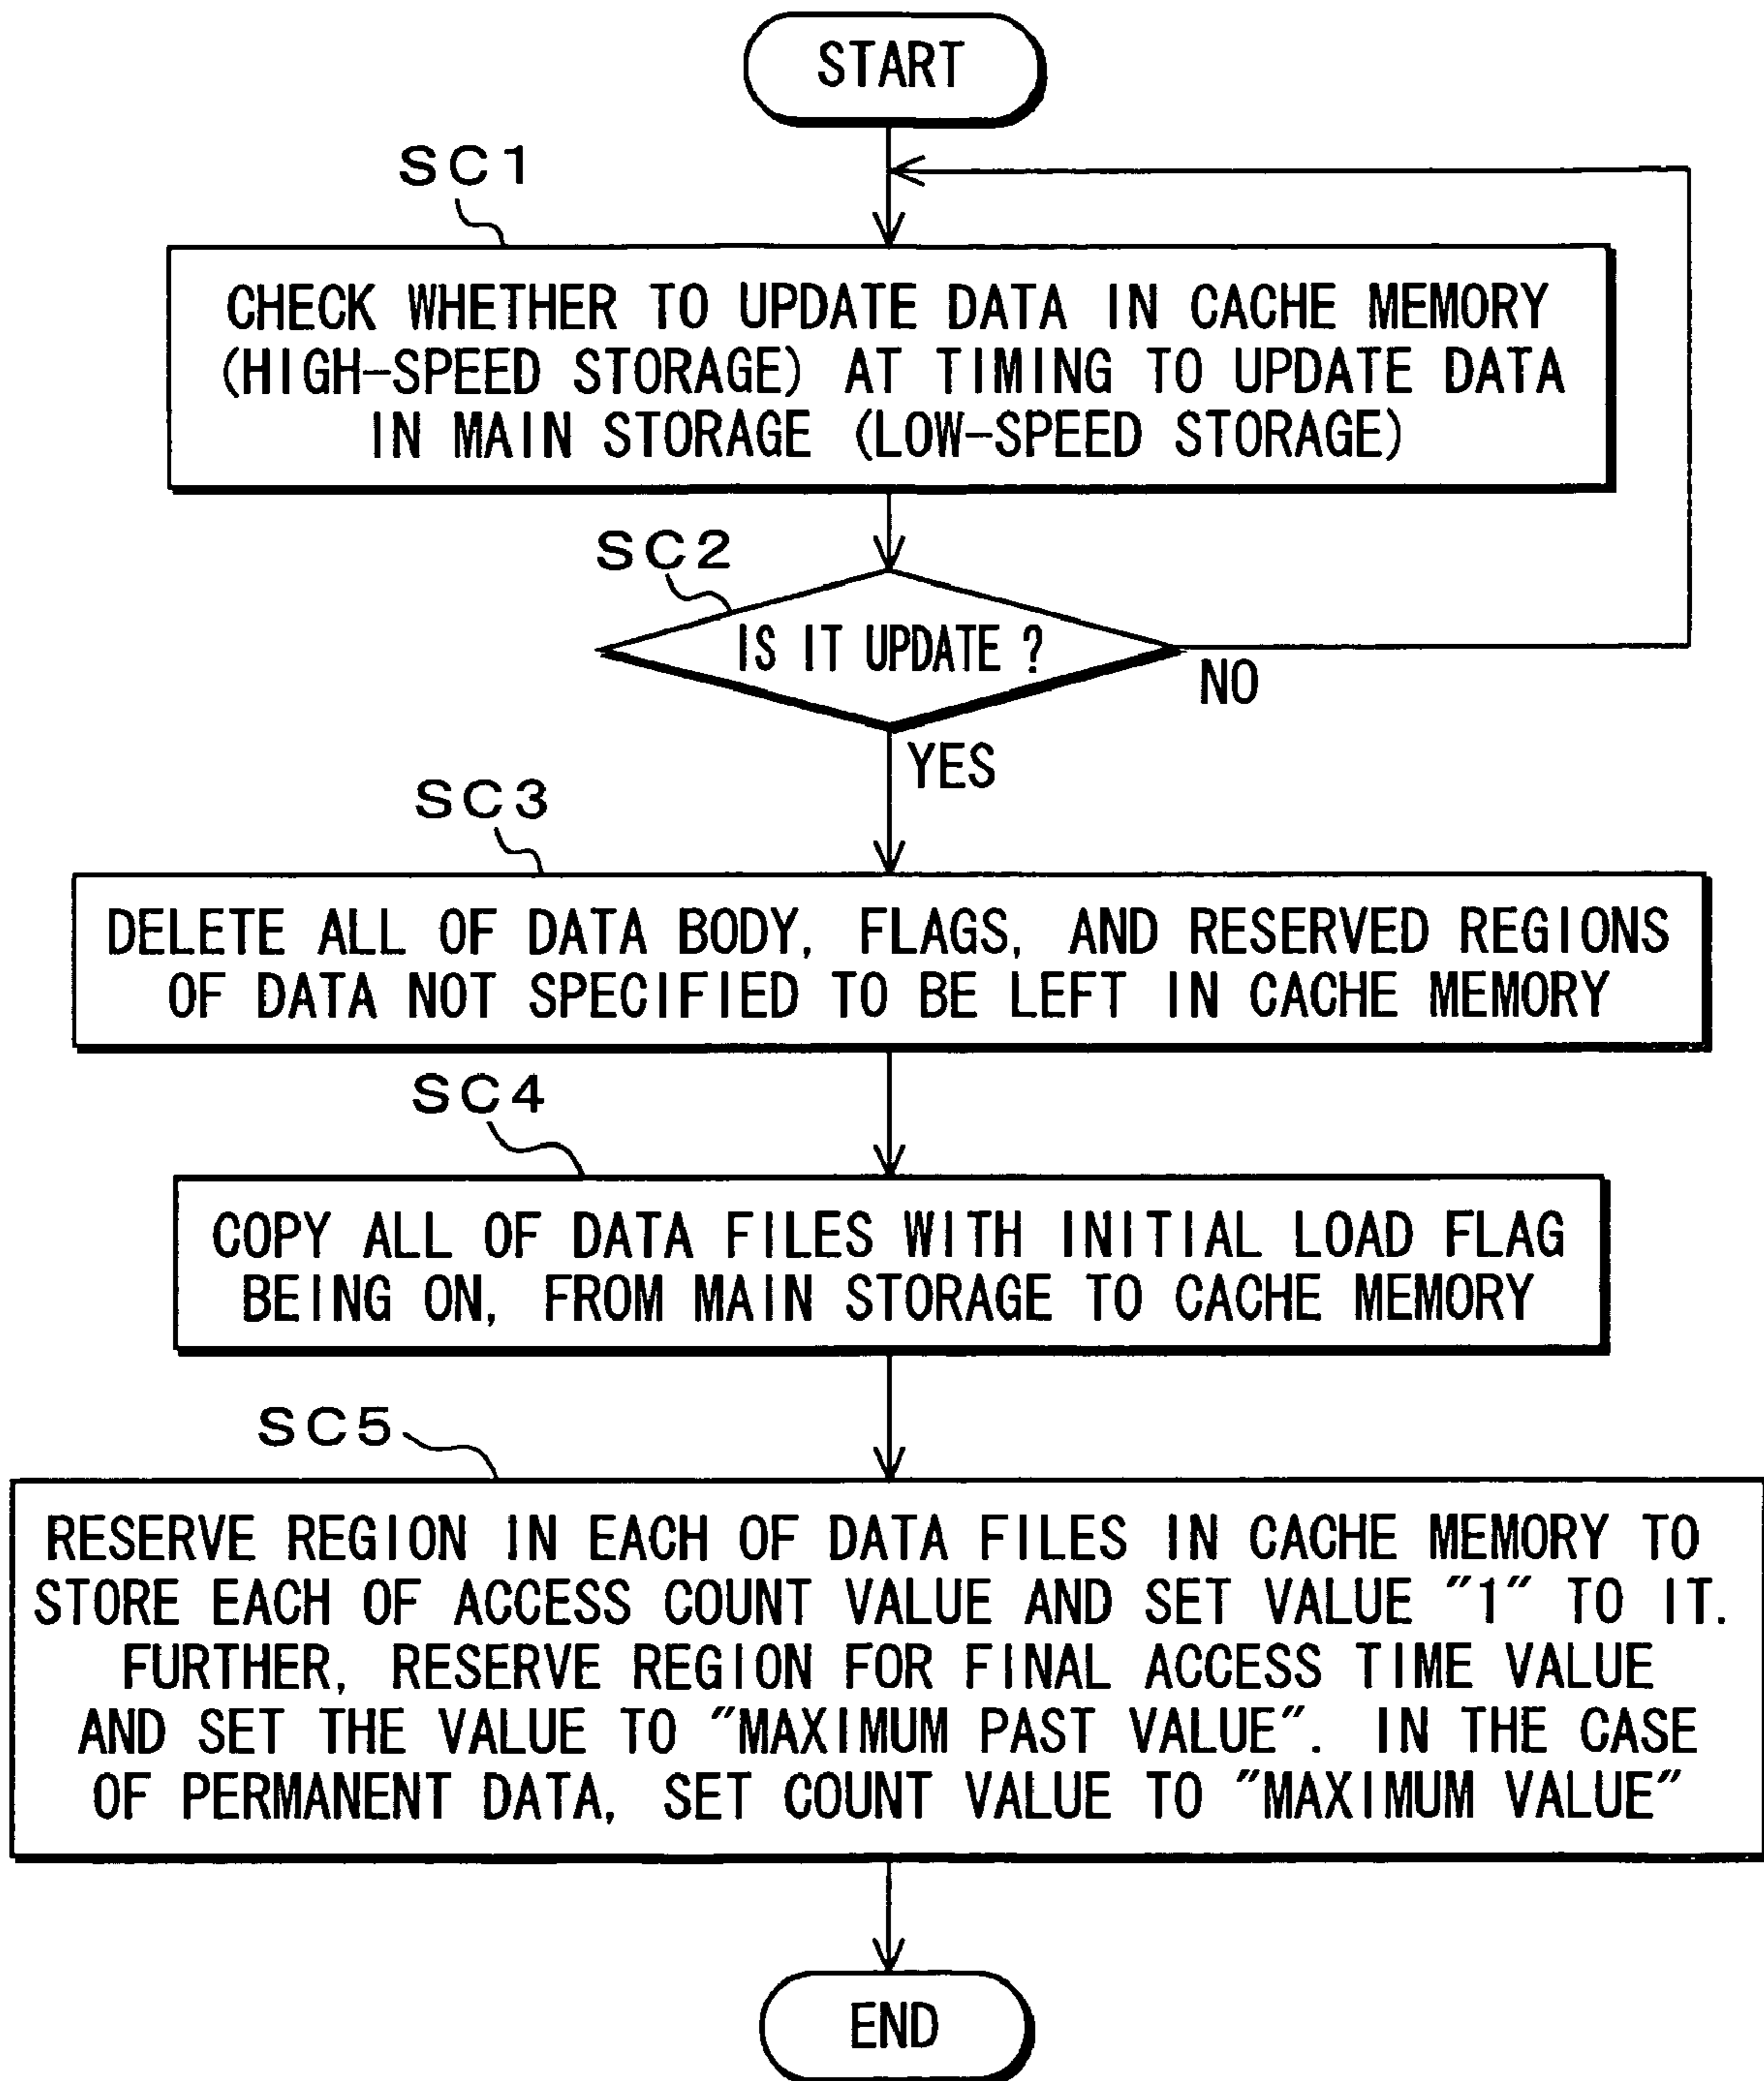 START
SC1
CHECK WHETHER TO UPDATE DATA IN CACHE MEMORY
(HIGH-SPEED STORAGE) AT TIMING TO UPDATE DATA
IN MAIN STORAGE (LOW-SPEED STORAGE)
SC2
IS IT UPDATE ?
NO
YES
SC3
DELETE ALL OF DATA BODY, FLAGS, AND RESERVED REGIONS
OF DATA NOT SPECIFIED TO BE LEFT IN CACHE MEMORY
SC4
COPY ALL OF DATA FILES WITH INITIAL LOAD FLAG
BEING ON, FROM MAIN STORAGE TO CACHE MEMORY
SC5
RESERVE REGION IN EACH OF DATA FILES IN CACHE MEMORY TO
STORE EACH OF ACCESS COUNT VALUE AND SET VALUE "1" TO IT.
FURTHER, RESERVE REGION FOR FINAL ACCESS TIME VALUE
AND SET THE VALUE TO "MAXIMUM PAST VALUE". IN THE CASE
OF PERMANENT DATA, SET COUNT VALUE TO "MAXIMUM VALUE"
END